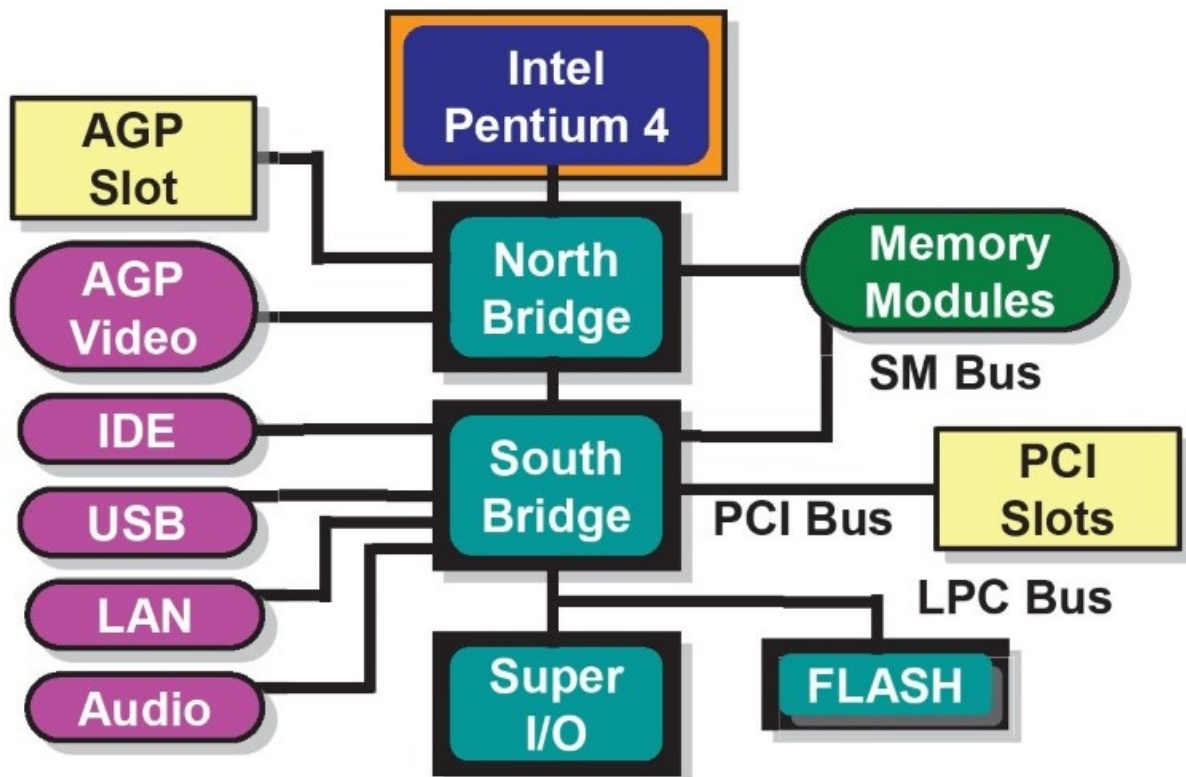 Intel
Pentium 4
AGP
Slot
North
Bridge
Memory
Modules
AGP
Video
SM Bus
IDE
South
Bridge
PCI
Slots
USB
PCI Bus
LAN
LPC Bus
Super
I/O
FLASH
Audio